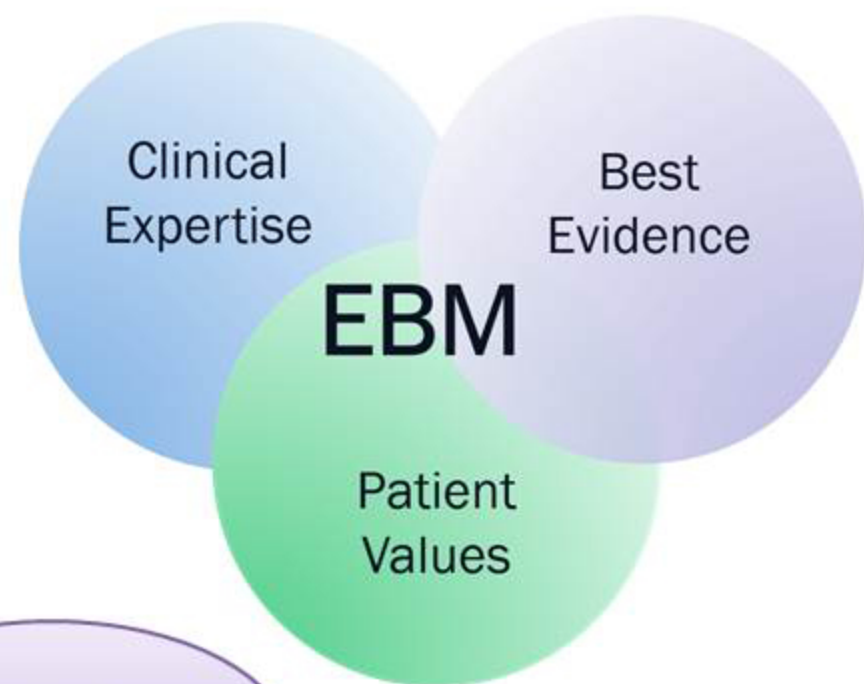 Clinical
Expertise
Best
Evidence
EBM
Patient
Values